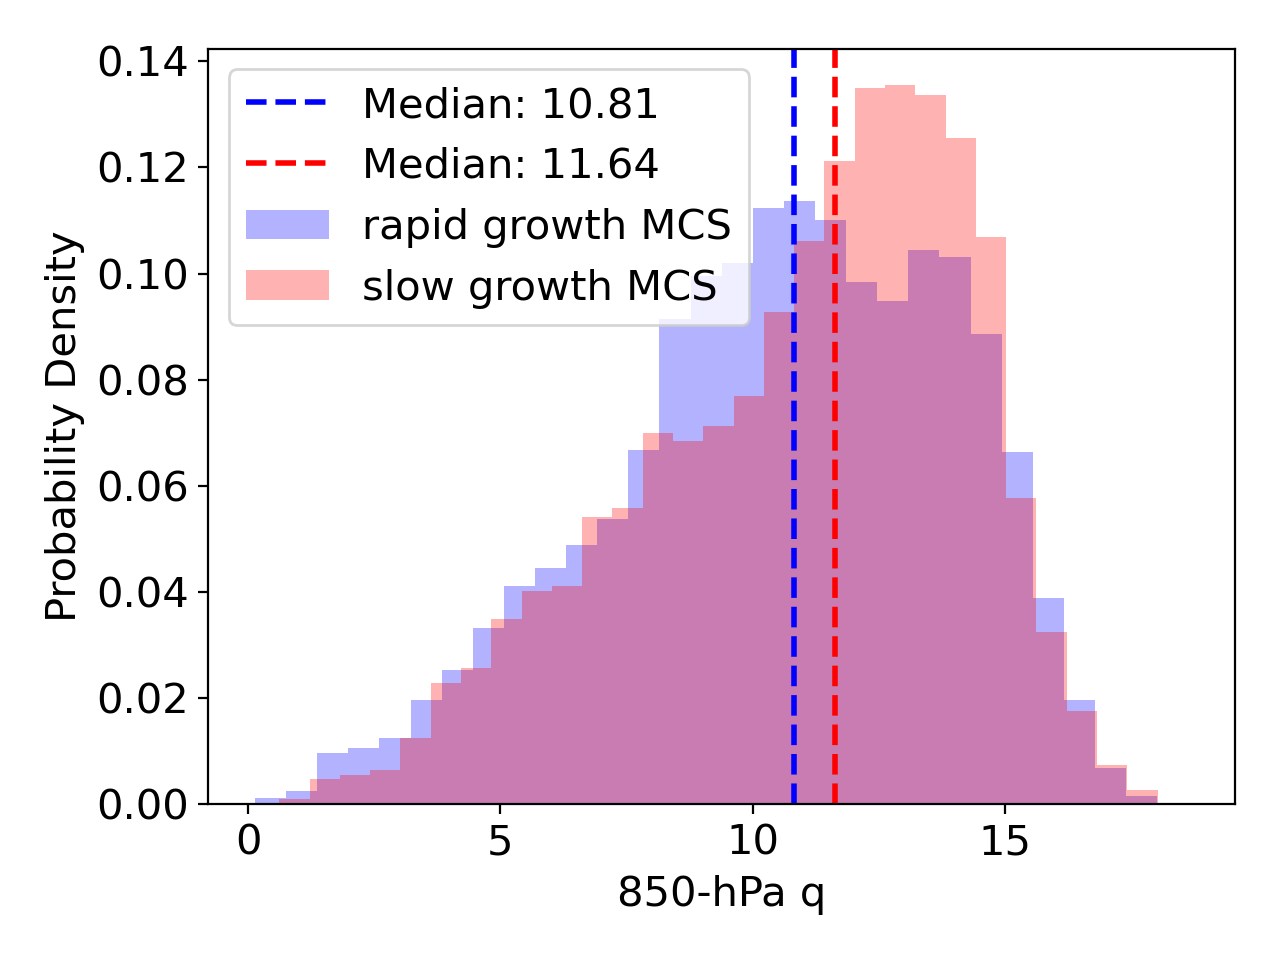 0.14
0.12
0.10
0.08
0.06
0.04
0.02
0.00
Probability Density
Median: 10.81
Median: 11.64
rapid growth MCS
slow growth MCS
0 5 10 15
850-hPa q